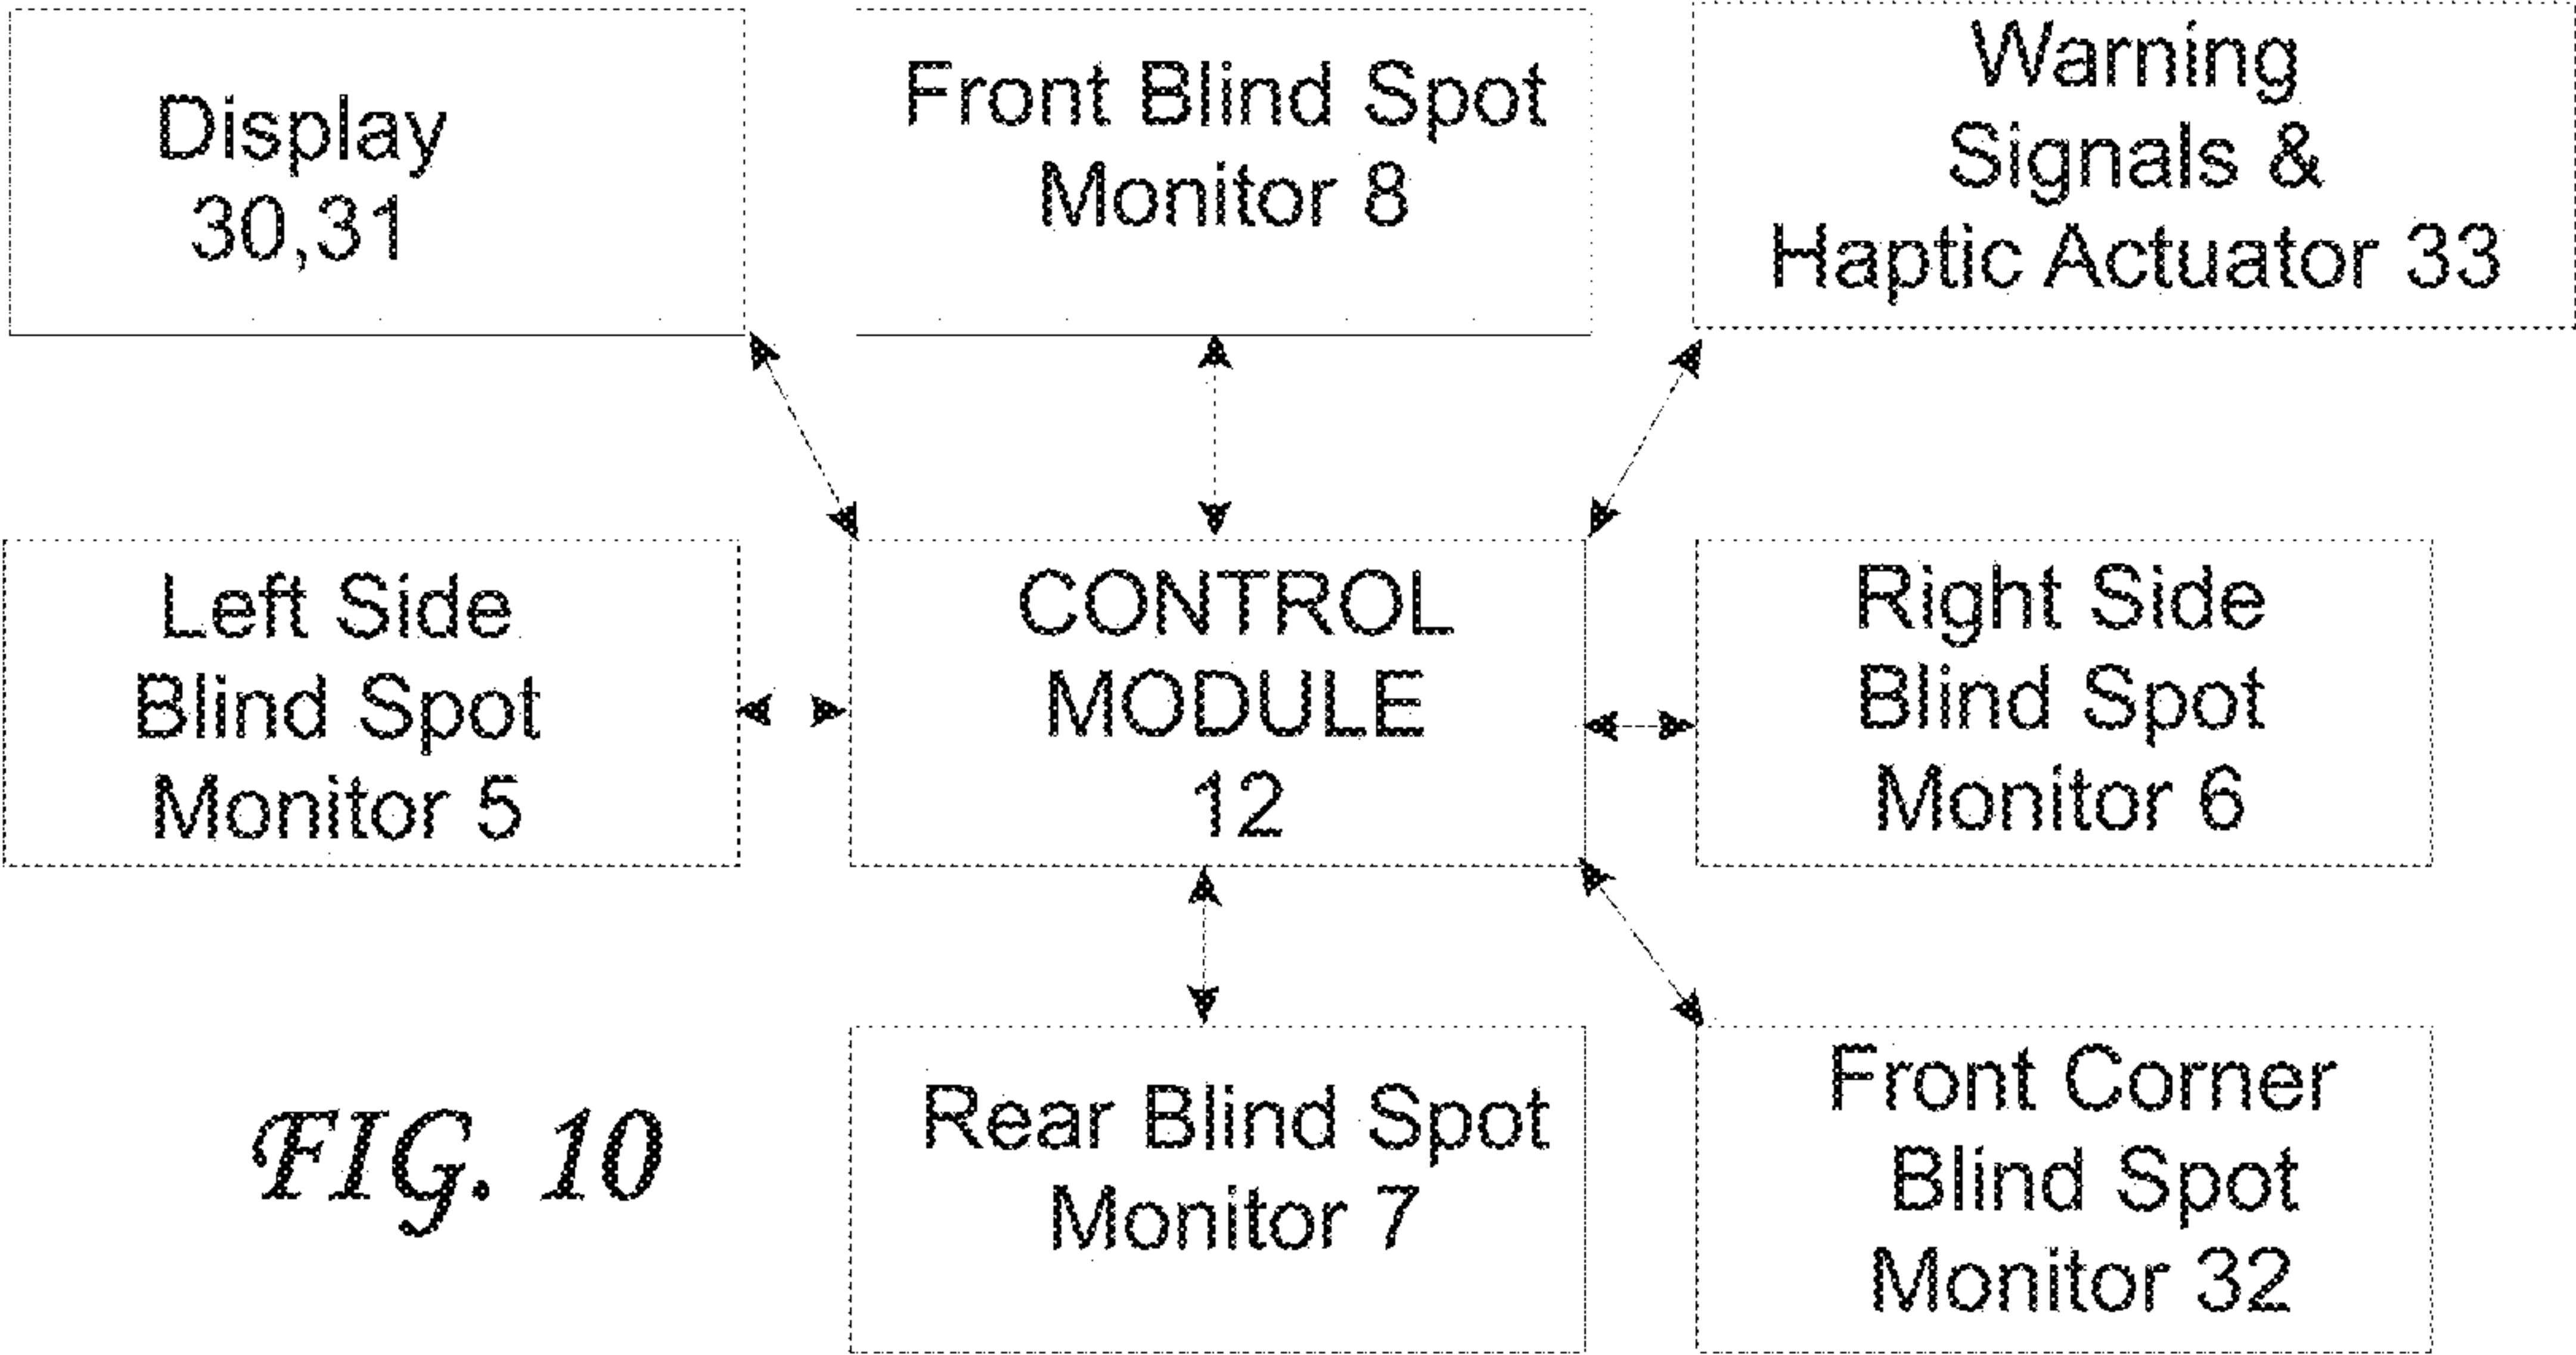 Display
30,31
Front Blind Spot
Monitor 8
Warning
Signals &
Haptic Actuator 33
Left Side
Blind Spot
Monitor 5
CONTROL
MODULE
12
Right Side
Blind Spot
Monitor 6
Rear Blind Spot
Monitor 7
Front Corner
Blind Spot
Monitor 32
FIG. 10